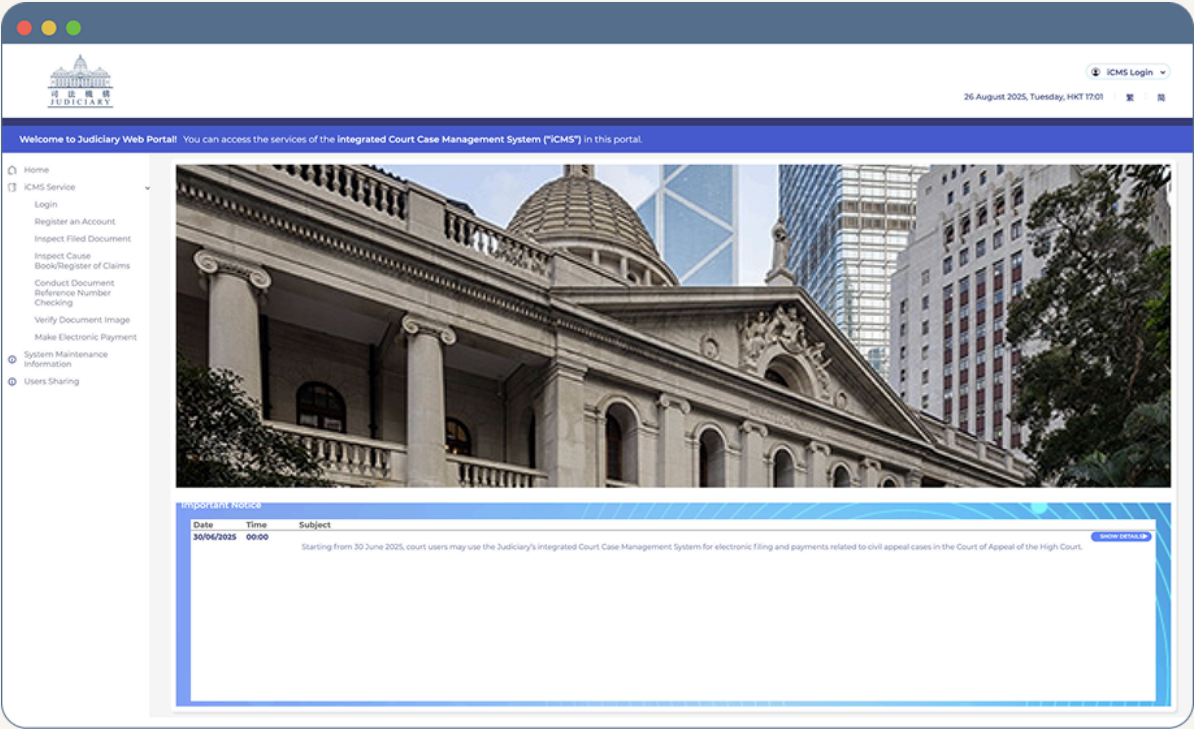 司法機構
JUDICIARY
iCMS Login
26 August 2025, Tuesday, HKT 17:01 繁 简
Welcome to Judiciary Web Portal! You can access the services of the integrated Court Case Management System ("iCMS") in this portal.
Home
iCMS Service
Login
Register an Account
Inspect Filed Document
Inspect Cause
Book/Register of Claims
Conduct Document
Reference Number
Checking
Verify Document Image
Make Electronic Payment
System Maintenance
Information
Users Sharing
Important Notice
Date Time Subject
30/06/2025 00:00
SHOW DETAILS
Starting from 30 June 2025, court users may use the Judiciary's integrated Court Case Management System for electronic filing and payments related to civil appeal cases in the Court of Appeal of the High Court.